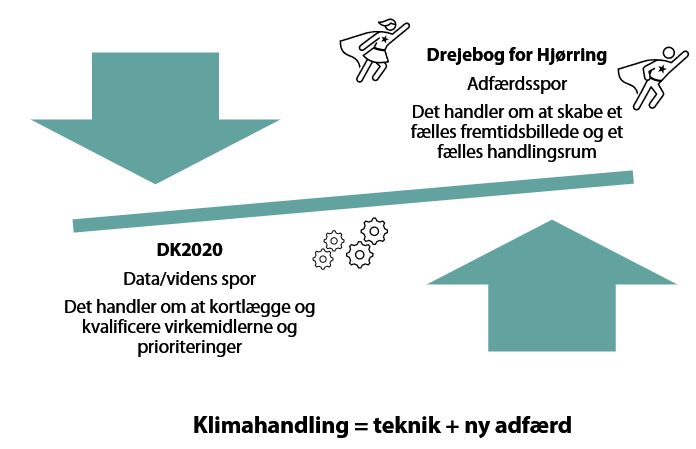 Drejebog for Hjørring
Adfærdsspor
Det handler om at skabe et
fælles fremtidsbillede og et
fælles handlingsrum
DK2020
Data/videns spor
Det handler om at kortlægge og
kvalificere virkemidlerne og
prioriteringer
Klimahandling = teknik + ny adfærd